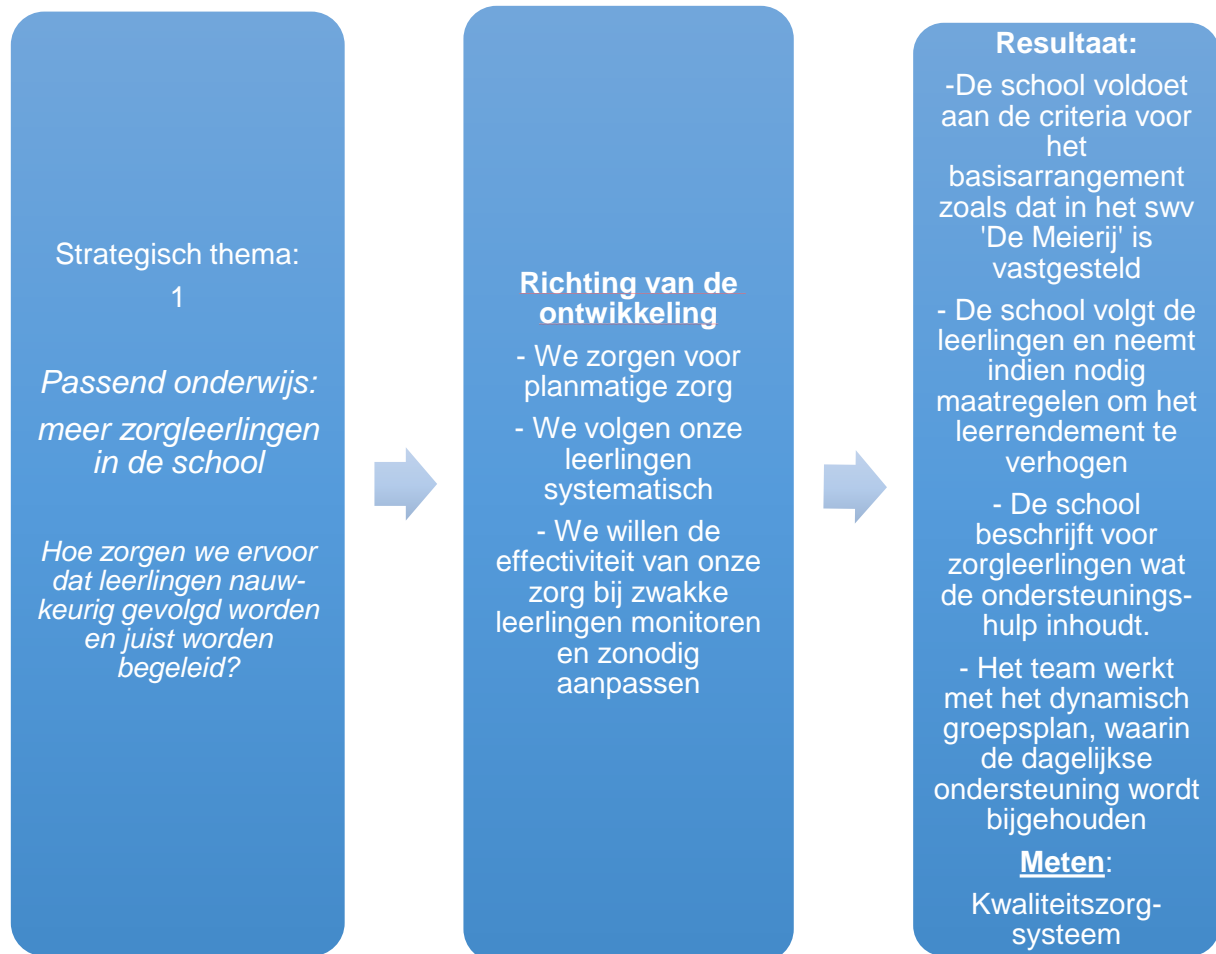 Strategisch thema:
1
Passend onderwijs:
meer zorgleerlingen
in de school
Hoe zorgen we ervoor
dat leerlingen nauw-
keurig gevolgd worden
en juist worden
begeleid?
Richting van de
ontwikkeling
- We zorgen voor
planmatige zorg
- We volgen onze
leerlingen
systematisch
- We willen de
effectiviteit van onze
zorg bij zwakke
leerlingen monitoren
en zonodig
aanpassen
Resultaat:
-De school voldoet
aan de criteria voor
het
basisarrangement
zoals dat in het swv
'De Meierij' is
vastgesteld
- De school volgt de
leerlingen en neemt
indien nodig
maatregelen om het
leerrendement te
verhogen
- De school
beschrijft voor
zorgleerlingen wat
de ondersteunings-
hulp inhoudt.
- Het team werkt
met het dynamisch
groepsplan, waarin
de dagelijkse
ondersteuning wordt
bijgehouden
Meten:
Kwaliteitszorg-
systeem